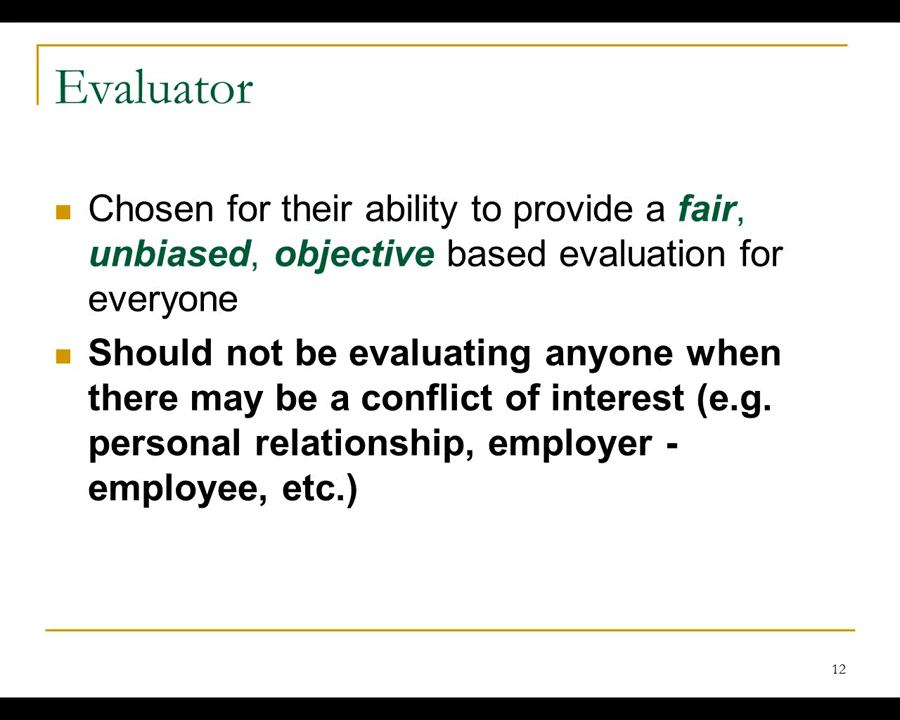 Evaluator
Chosen for their ability to provide a fair,
unbiased, objective based evaluation for
everyone
Should not be evaluating anyone when
there may be a conflict of interest (e.g.
personal relationship, employer -
employee, etc.)
12